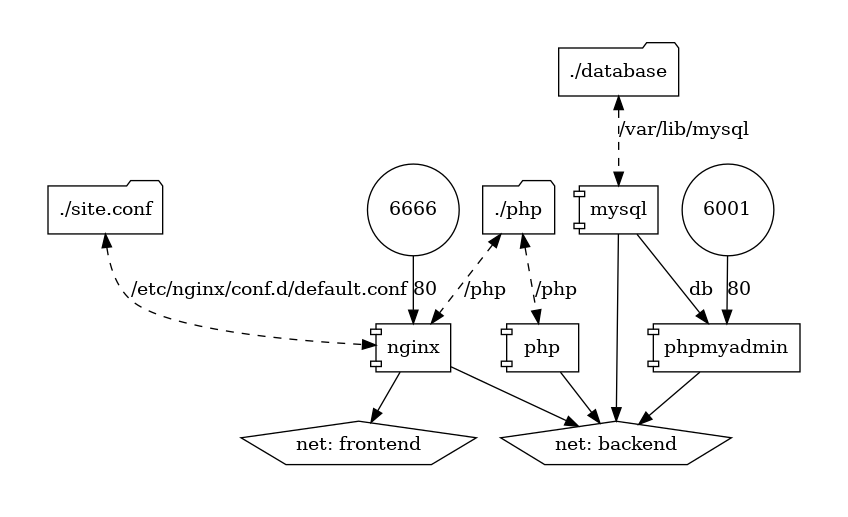 ./database
/var/lib/mysql
./site.conf
6666
./php
mysql
6001
/etc/nginx/conf.d/default.conf
80
/php
/php
db
80
nginx
php
phpmyadmin
net: frontend
net: backend